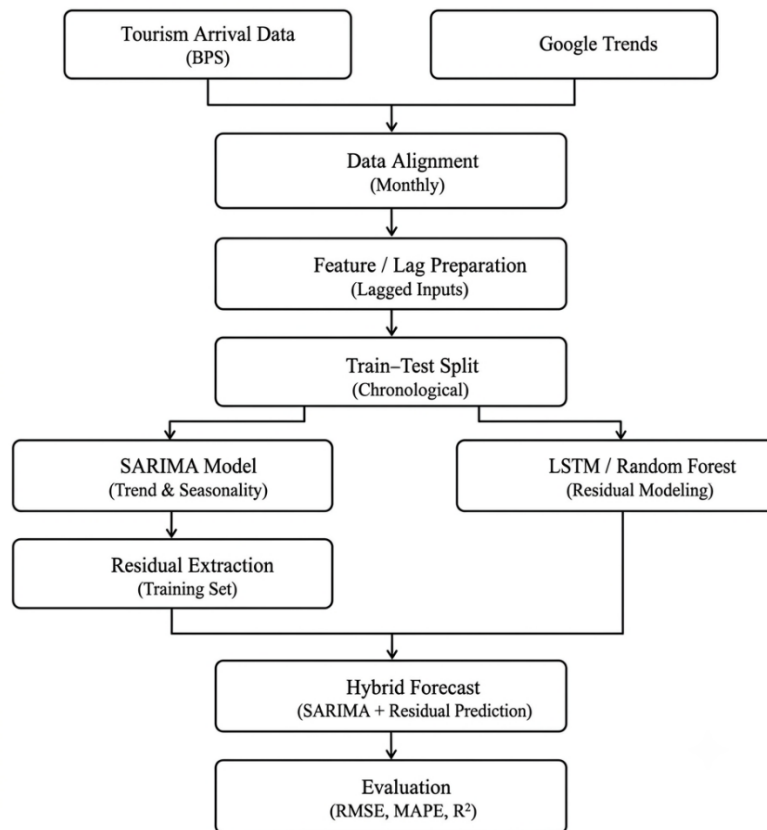 Tourism Arrival Data
(BPS)
Google Trends
Data Alignment
(Monthly)
Feature / Lag Preparation
(Lagged Inputs)
Train–Test Split
(Chronological)
SARIMA Model
(Trend & Seasonality)
LSTM / Random Forest
(Residual Modeling)
Residual Extraction
(Training Set)
Hybrid Forecast
(SARIMA + Residual Prediction)
Evaluation
(RMSE, MAPE, R²)